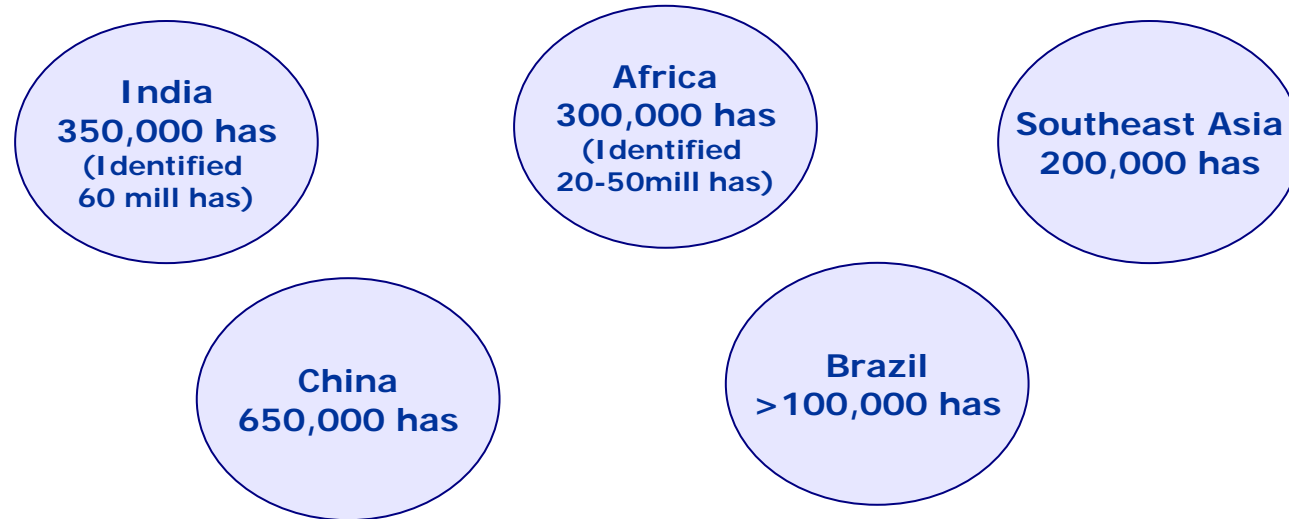 India
350,000 has
(Identified
60 mill has)
Africa
300,000 has
(Identified
20-50mill has)
Southeast Asia
200,000 has
China
650,000 has
Brazil
>100,000 has